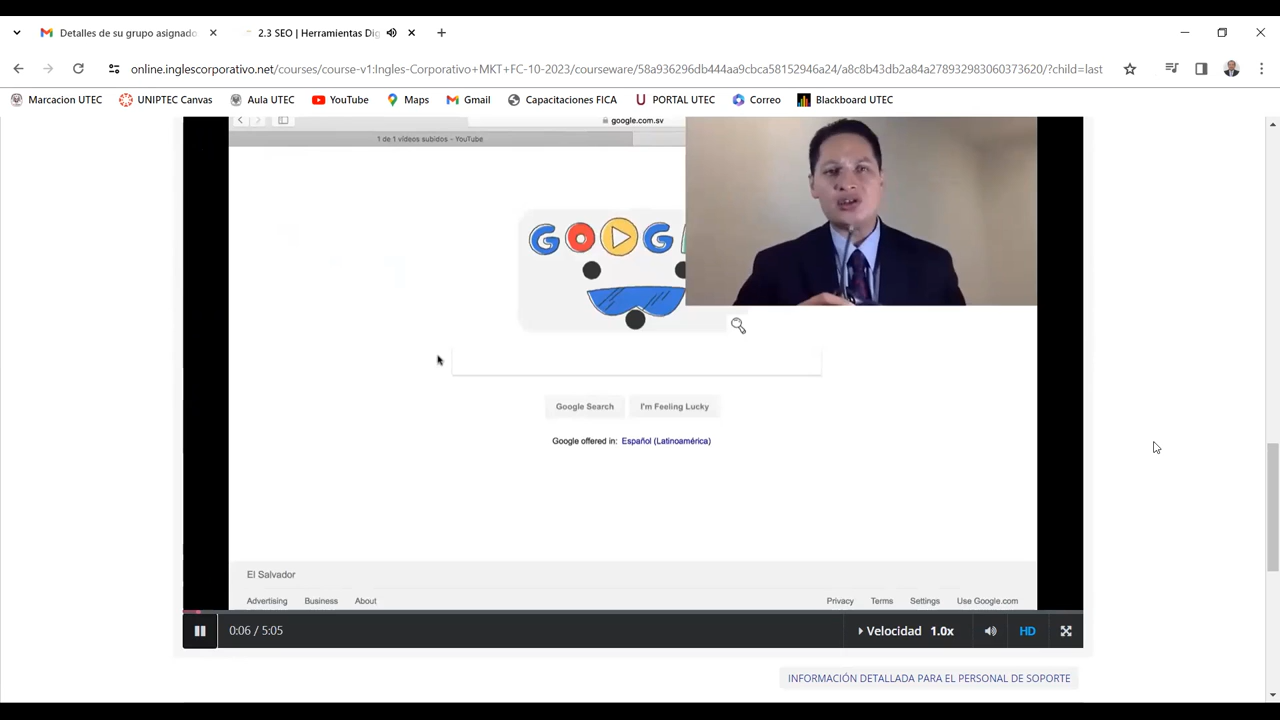 Detalles de su grupo asignado
2.3 SEO | Herramientas Dig
online.inglescorporativo.net/courses/course-v1:Ingles-Corporativo+MKT+FC-10-2023/courseware/58a936296db444aa9cbca58152946a24/a8c8b43db2a84a278932983060373620/?child=last
Marcacion UTEC
UNIPTEC Canvas
Aula UTEC
YouTube
Maps
Gmail
Capacitaciones FICA
PORTAL UTEC
Correo
Blackboard UTEC
google.com.sv
1 de 1 vídeos subidos - YouTube
GOOG
Google Search
I'm Feeling Lucky
Google offered in: Español (Latinoamérica)
El Salvador
Advertising
Business
About
Privacy
Terms
Settings
Use Google.com
0:06 / 5:05
Velocidad 1.0x
HD
INFORMACIÓN DETALLADA PARA EL PERSONAL DE SOPORTE